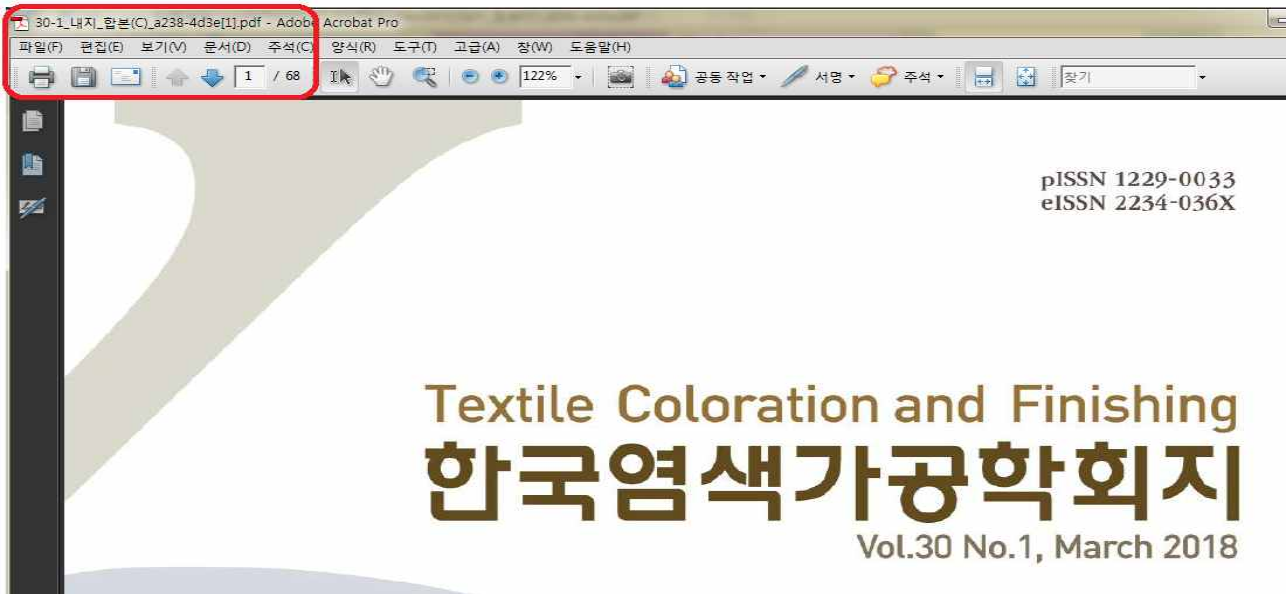 30-1_내지_합본(C)_a238-4d3e[1].pdf - Adobe Acrobat Pro
파일(F) 편집(E) 보기(V) 문서(D) 주석(C) 양식(R) 도구(T) 고급(A) 창(W) 도움말(H)
1 / 68 122% 공동 작업 서명 주석 찾기
pISSN 1229-0033
eISSN 2234-036X
Textile Coloration and Finishing
한국염색가공학회지
Vol.30 No.1, March 2018